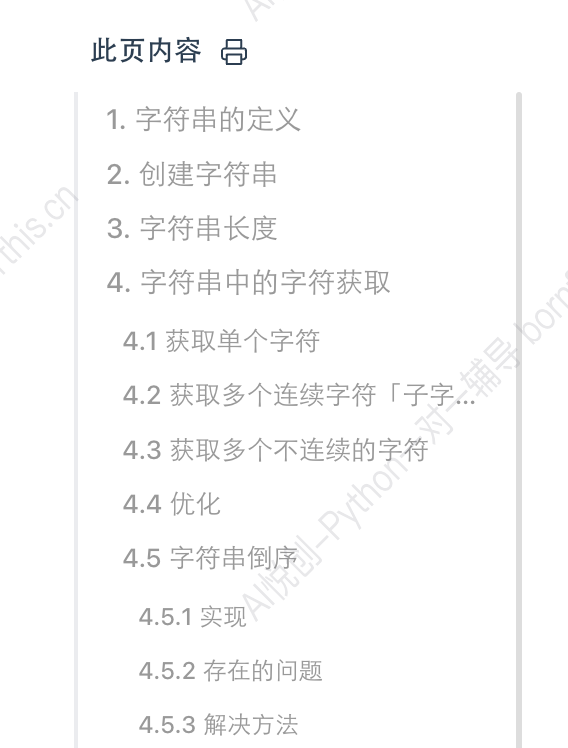 此页内容
1. 字符串的定义
2. 创建字符串
3. 字符串长度
4. 字符串中的字符获取
4.1 获取单个字符
4.2 获取多个连续字符「子字...
4.3 获取多个不连续的字符
4.4 优化
4.5 字符串倒序
4.5.1 实现
4.5.2 存在的问题
4.5.3 解决方法
AI悦创-Python一对一辅导 bornf
rthis.cn